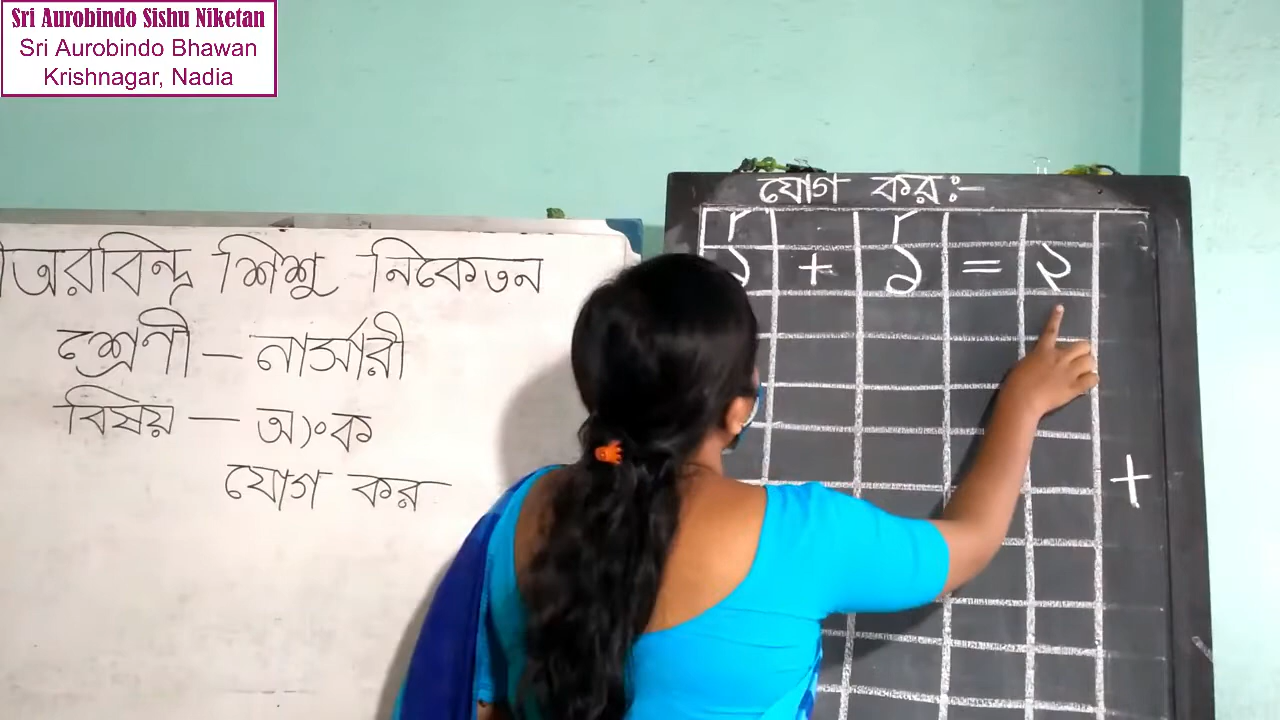 Sri Aurobindo Sishu Niketan
Sri Aurobindo Bhawan
Krishnagar, Nadia
শ্রীঅরবিন্দ শিশু নিকেতন
শ্রেণী – নার্সারী
বিষয় – অংক
যোগ কর
যোগ কর:-
১ + ১ = ২
+